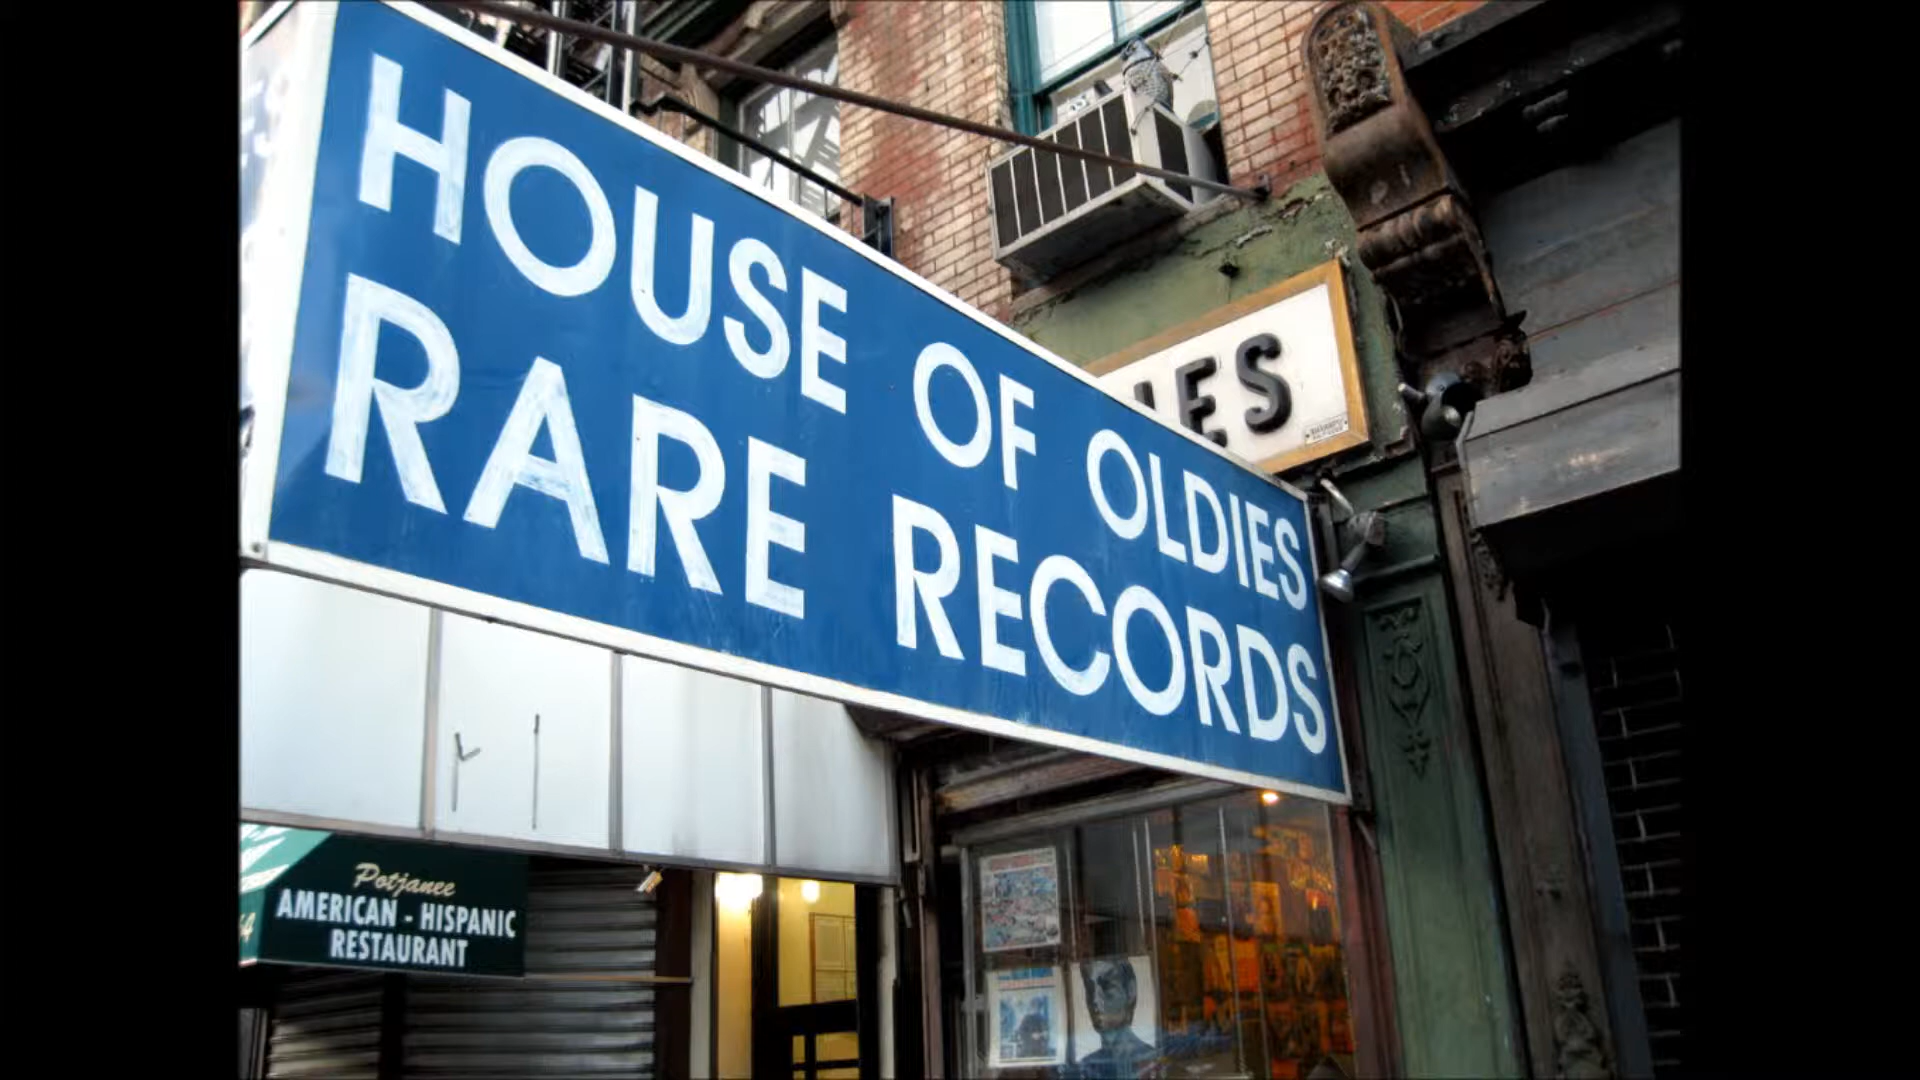 HOUSE OF OLDIES
RARE RECORDS
IES
Potjanee
AMERICAN - HISPANIC
RESTAURANT